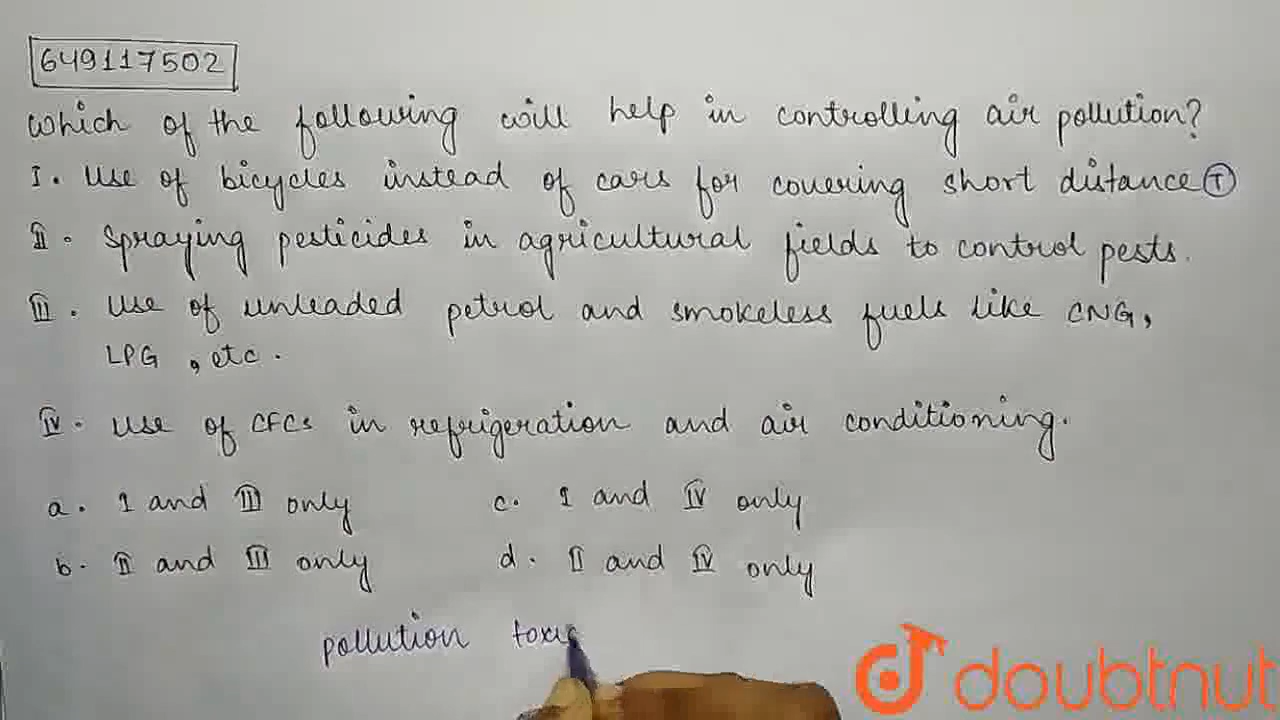 649117502
Which of the following will help in controlling air pollution?
I. Use of bicycles instead of cars for covering short distance (T)
II. Spraying pesticides in agricultural fields to control pests.
III. Use of unleaded petrol and smokeless fuels like CNG,
LPG, etc.
IV. Use of CFCs in refrigeration and air conditioning.
a. I and III only c. I and IV only
b. II and III only d. II and IV only
pollution toxic
doubtnut